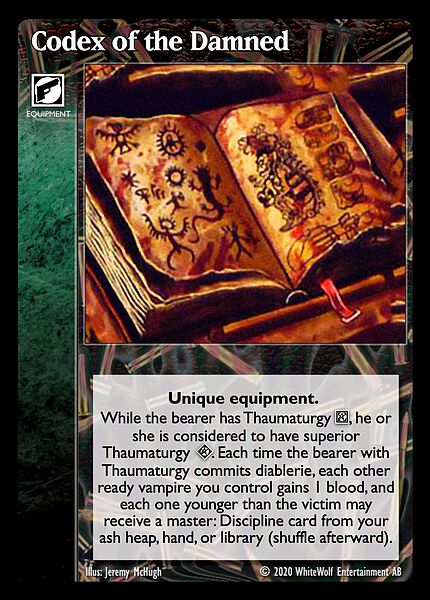 Codex of the Damned
EQUIPMENT
Unique equipment.
While the bearer has Thaumaturgy, he or
she is considered to have superior
Thaumaturgy. Each time the bearer with
Thaumaturgy commits diablerie, each other
ready vampire you control gains 1 blood, and
each one younger than the victim may
receive a master: Discipline card from your
ash heap, hand, or library (shuffle afterward).
Illus: Jeremy McHugh
© 2020 WhiteWolf Entertainment AB